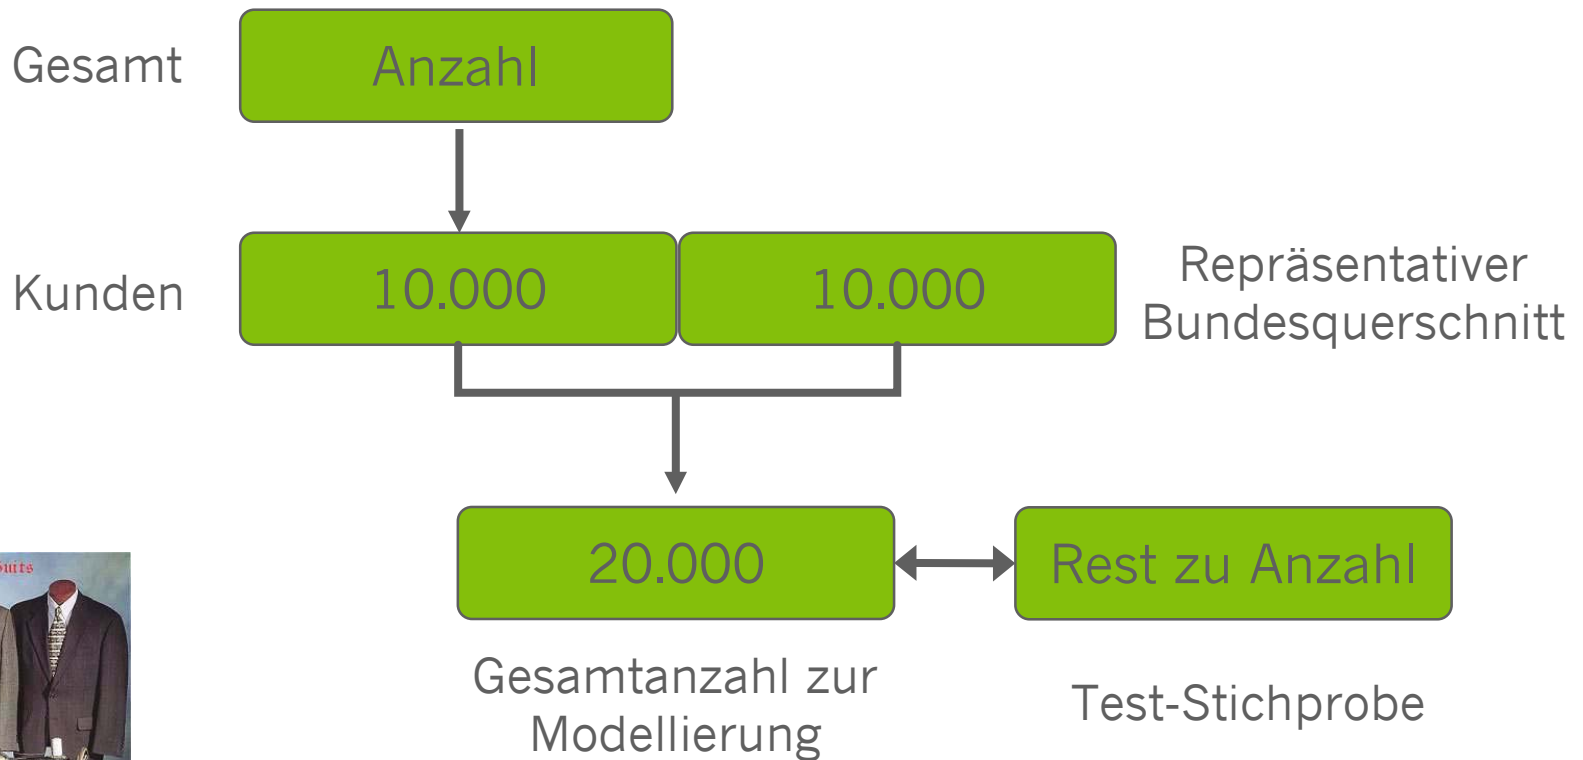 Gesamt
Anzahl
Kunden
10.000
10.000
Repräsentativer
Bundesquerschnitt
20.000
Rest zu Anzahl
Suits
Gesamtanzahl zur
Modellierung
Test-Stichprobe